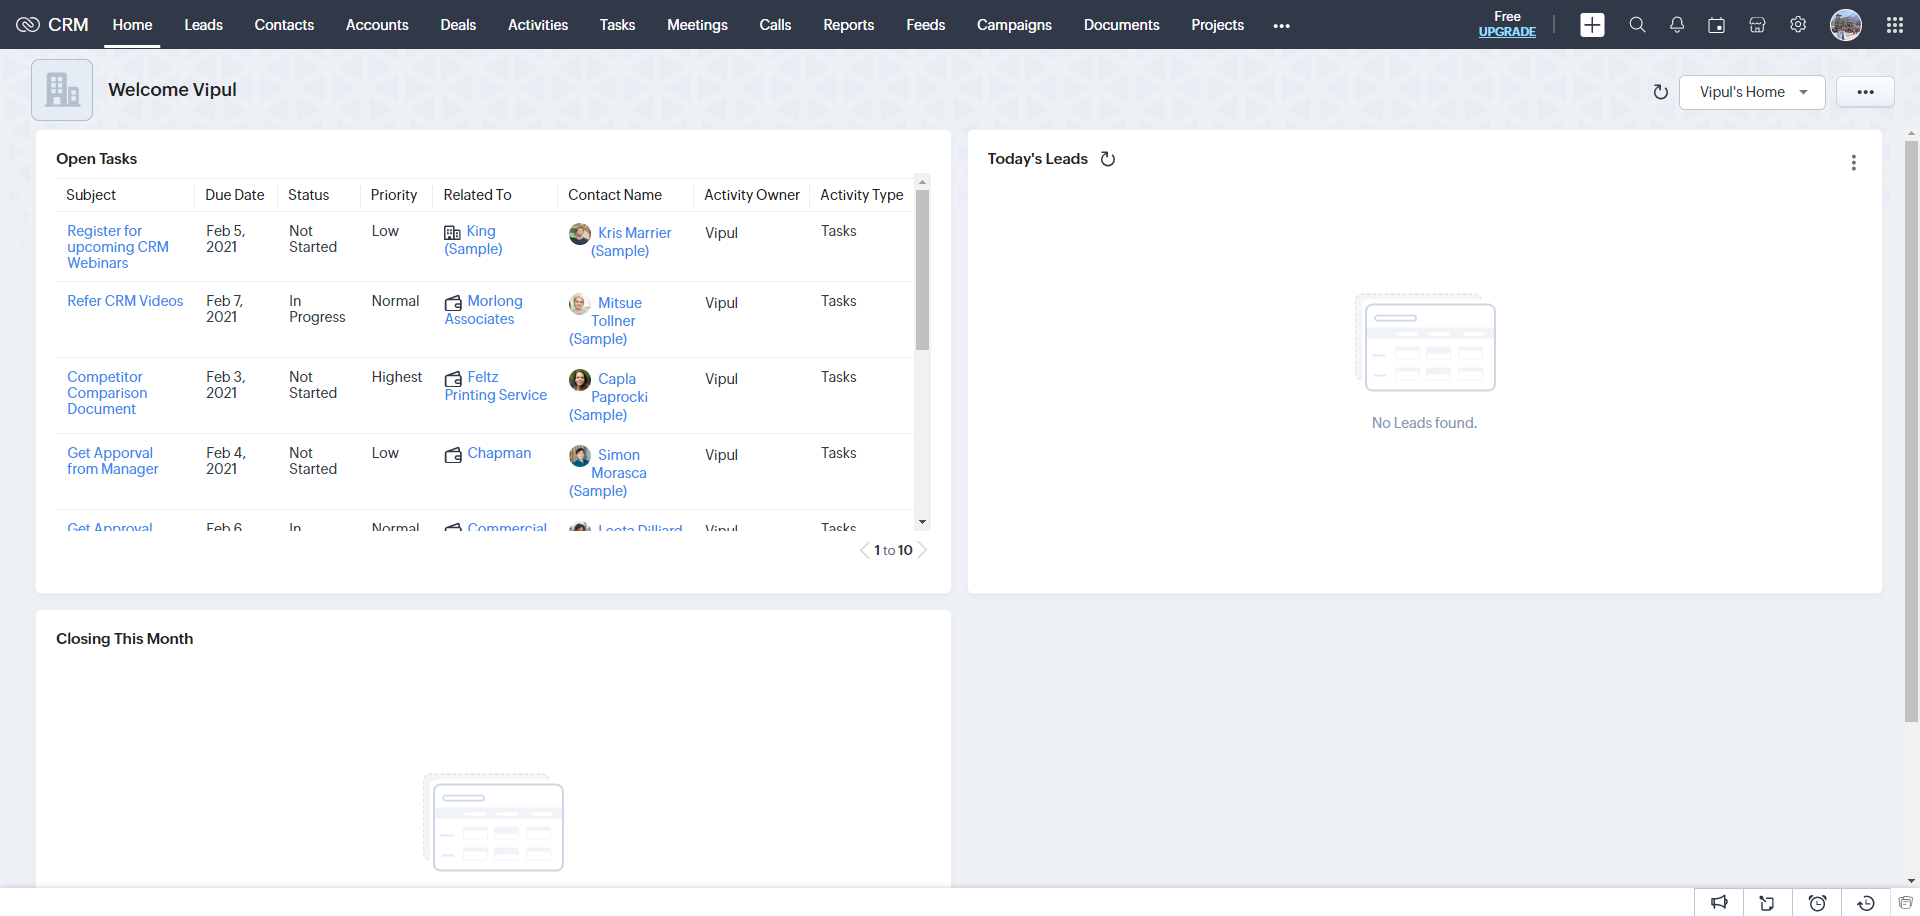 CRM Home Leads Contacts Accounts Deals Activities Tasks Meetings Calls Reports Feeds Campaigns Documents Projects ••• Free
UPGRADE
Welcome Vipul
Vipul's Home
Open Tasks
Subject Due Date Status Priority Related To Contact Name Activity Owner Activity Type
Register for upcoming CRM Webinars Feb 5, 2021 Not Started Low King (Sample) Kris Marrier (Sample) Vipul Tasks
Refer CRM Videos Feb 7, 2021 In Progress Normal Morlong Associates Mitsue Tollner (Sample) Vipul Tasks
Competitor Comparison Document Feb 3, 2021 Not Started Highest Feltz Printing Service Capla Paprocki (Sample) Vipul Tasks
Get Apporval from Manager Feb 4, 2021 Not Started Low Chapman Simon Morasca (Sample) Vipul Tasks
Get Approval Feb 6 In Normal Commercial Leota Dilliard Vipul Tasks
1 to 10
Today's Leads
No Leads found.
Closing This Month